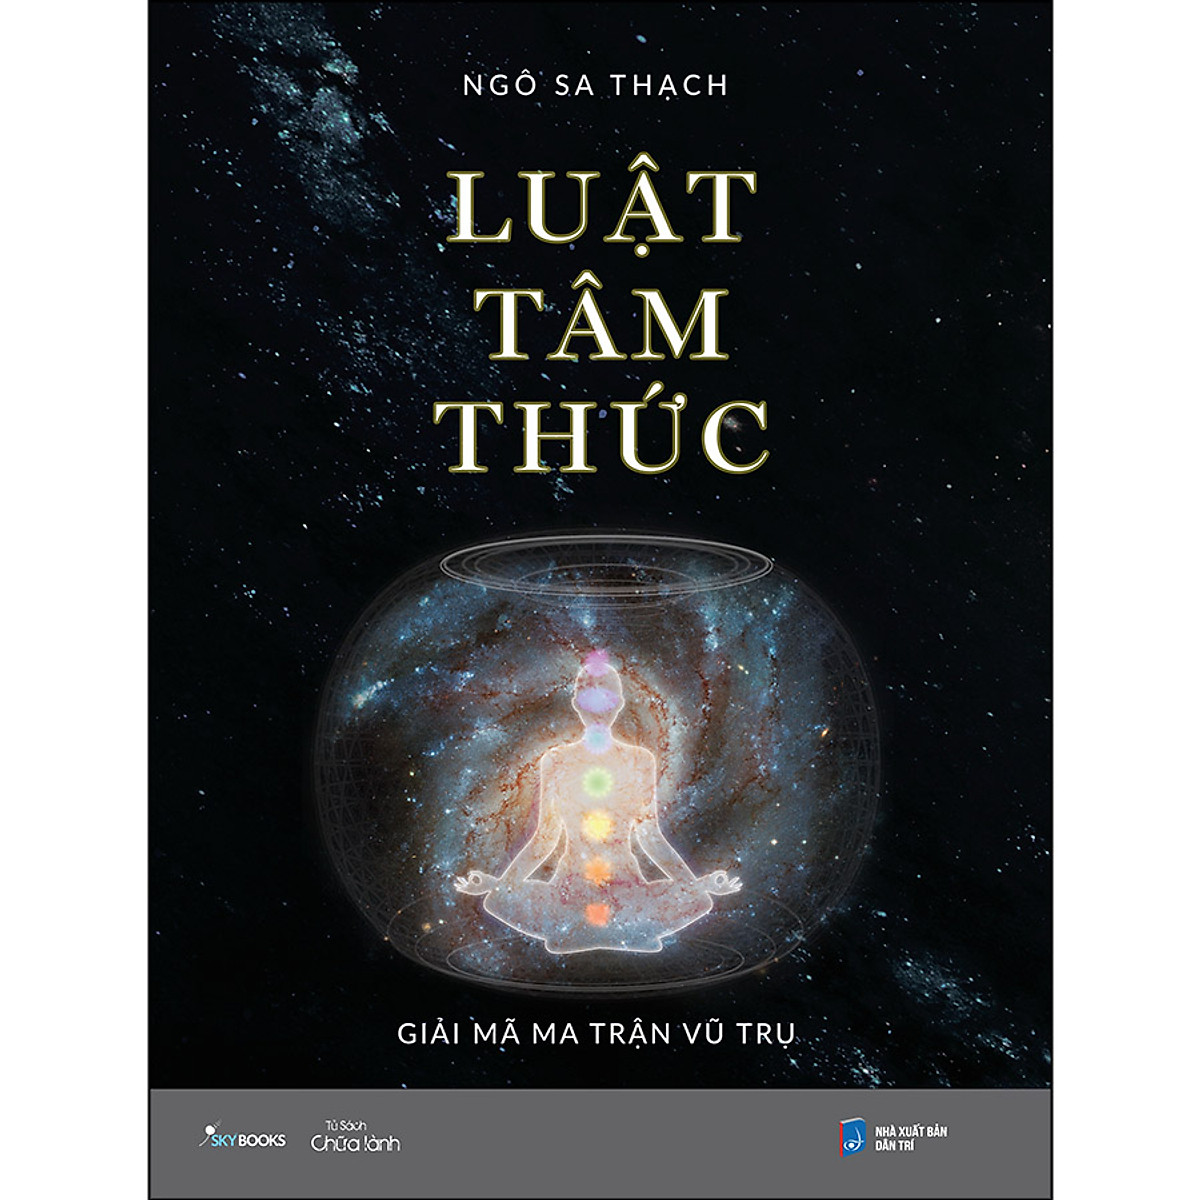 NGÔ SA THẠCH
LUẬT
TÂM
THỨC
GIẢI MÃ MA TRẬN VŨ TRỤ
SKYBOOKS
Tủ Sách
Chữa lành
NHÀ XUẤT BẢN
DÂN TRÍ